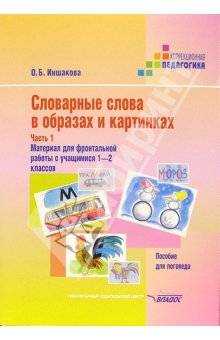 КОРРЕКЦИОННАЯ
ПЕДАГОГИКА
О.Б. Иншакова
Словарные слова
в образах и картинках
Часть 1
Материал для фронтальной
работы с учащимися 1—2
классов
МОРОЗ
Пособие
для логопеда
ВЛАДОС